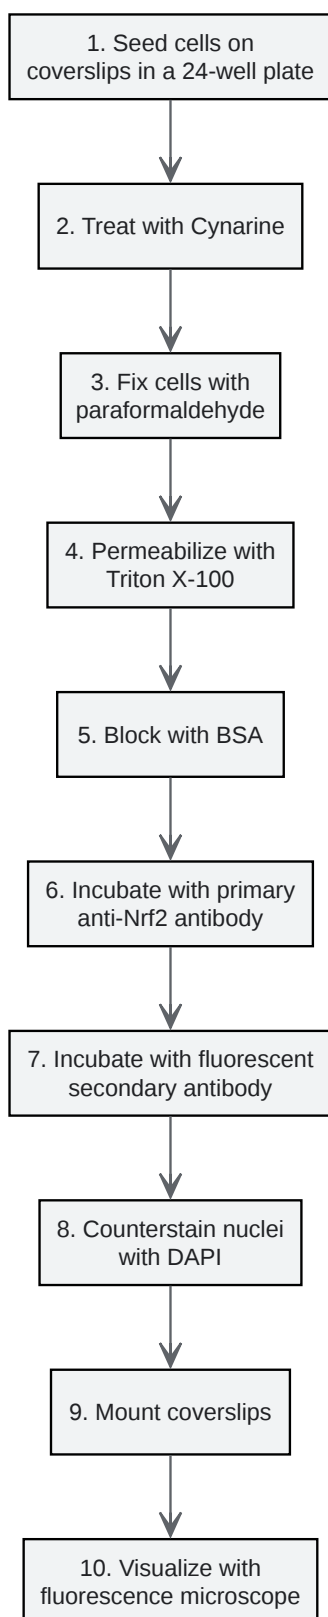 1. Seed cells on
coverslips in a 24-well plate
2. Treat with Cynarine
3. Fix cells with
paraformaldehyde
4. Permeabilize with
Triton X-100
5. Block with BSA
6. Incubate with primary
anti-Nrf2 antibody
7. Incubate with fluorescent
secondary antibody
8. Counterstain nuclei
with DAPI
9. Mount coverslips
10. Visualize with
fluorescence microscope